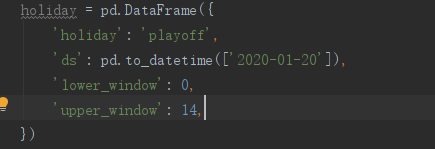 holiday = pd.DataFrame({
    'holiday': 'playoff',
    'ds': pd.to_datetime(['2020-01-20']),
    'lower_window': 0,
    'upper_window': 14,
})